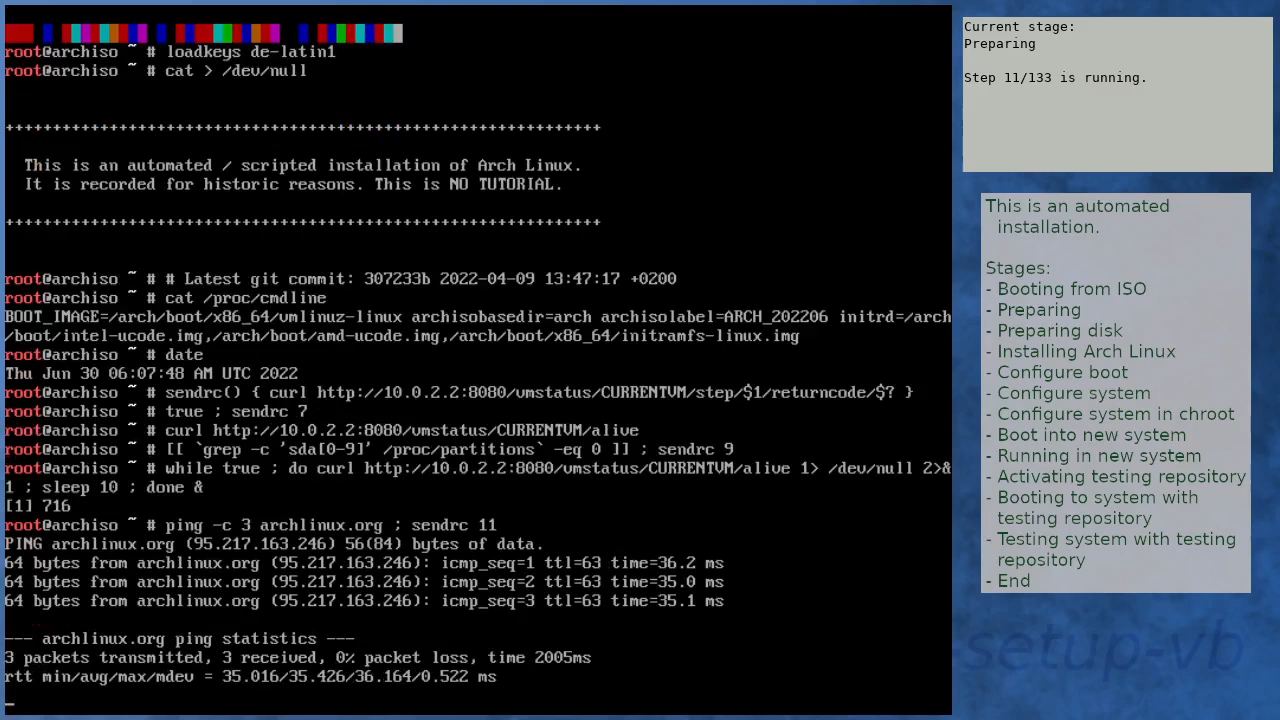 root@archiso ~ # loadkeys de-latin1
root@archiso ~ # cat > /dev/null
+++++++++++++++++++++++++++++++++++++++++++++++++++++++++++++++
This is an automated / scripted installation of Arch Linux.
It is recorded for historic reasons. This is NO TUTORIAL.
+++++++++++++++++++++++++++++++++++++++++++++++++++++++++++++++
root@archiso ~ # # Latest git commit: 307233b 2022-04-09 13:47:17 +0200
root@archiso ~ # cat /proc/cmdline
BOOT_IMAGE=/arch/boot/x86_64/vmlinuz-linux archisobasedir=arch archisolabel=ARCH_202206 initrd=/arch
/boot/intel-ucode.img,/arch/boot/amd-ucode.img,/arch/boot/x86_64/initramfs-linux.img
root@archiso ~ # date
Thu Jun 30 06:07:48 AM UTC 2022
root@archiso ~ # sendrc() { curl http://10.0.2.2:8080/vmstatus/CURRENTVM/step/$1/returncode/$? }
root@archiso ~ # true ; sendrc 7
root@archiso ~ # curl http://10.0.2.2:8080/vmstatus/CURRENTVM/alive
root@archiso ~ # [[ `grep -c 'sda[0-9]' /proc/partitions` -eq 0 ]] ; sendrc 9
root@archiso ~ # while true ; do curl http://10.0.2.2:8080/vmstatus/CURRENTVM/alive 1> /dev/null 2>&
1 ; sleep 10 ; done &
[1] 716
root@archiso ~ # ping -c 3 archlinux.org ; sendrc 11
PING archlinux.org (95.217.163.246) 56(84) bytes of data.
64 bytes from archlinux.org (95.217.163.246): icmp_seq=1 ttl=63 time=36.2 ms
64 bytes from archlinux.org (95.217.163.246): icmp_seq=2 ttl=63 time=35.0 ms
64 bytes from archlinux.org (95.217.163.246): icmp_seq=3 ttl=63 time=35.1 ms
--- archlinux.org ping statistics ---
3 packets transmitted, 3 received, 0% packet loss, time 2005ms
rtt min/avg/max/mdev = 35.016/35.426/36.164/0.522 ms
_
Current stage:
Preparing
Step 11/133 is running.
This is an automated
installation.
Stages:
- Booting from ISO
- Preparing
- Preparing disk
- Installing Arch Linux
- Configure boot
- Configure system
- Configure system in chroot
- Boot into new system
- Running in new system
- Activating testing repository
- Booting to system with
testing repository
- Testing system with testing
repository
- End
-setup-vb